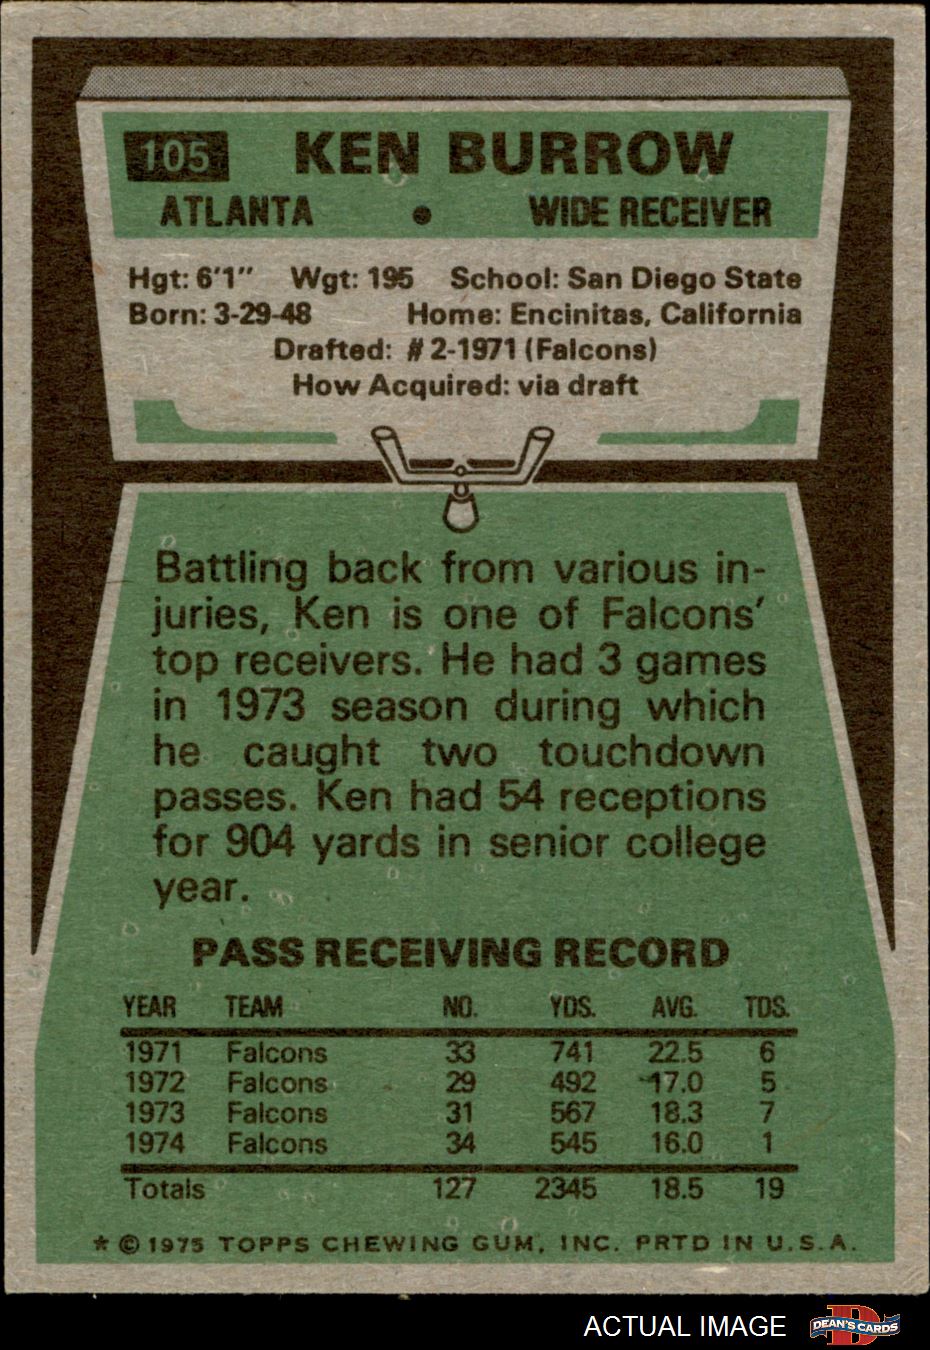 105 KEN BURROW
ATLANTA • WIDE RECEIVER
Hgt: 6'1" Wgt: 195 School: San Diego State
Born: 3-29-48 Home: Encinitas, California
Drafted: #2-1971 (Falcons)
How Acquired: via draft
Battling back from various in-
juries, Ken is one of Falcons'
top receivers. He had 3 games
in 1973 season during which
he caught two touchdown
passes. Ken had 54 receptions
for 904 yards in senior college
year.
PASS RECEIVING RECORD
YEAR TEAM NO. YDS. AVG. TDS.
1971 Falcons 33 741 22.5 6
1972 Falcons 29 492 17.0 5
1973 Falcons 31 567 18.3 7
1974 Falcons 34 545 16.0 1
Totals 127 2345 18.5 19
* © 1975 TOPPS CHEWING GUM, INC. PRTD IN U.S.A.
ACTUAL IMAGE D DEAN'S CARDS